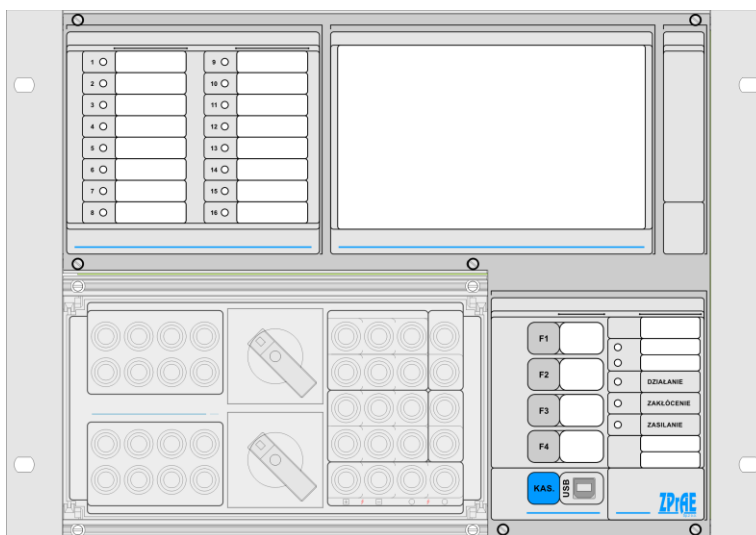 1 9
2 10
3 11
4 12
5 13
6 14
7 15
8 16
F1
F2
DZIAŁANIE
F3
ZAKŁÓCENIE
ZASILANIE
F4
KAS.
USB
ZPrAE